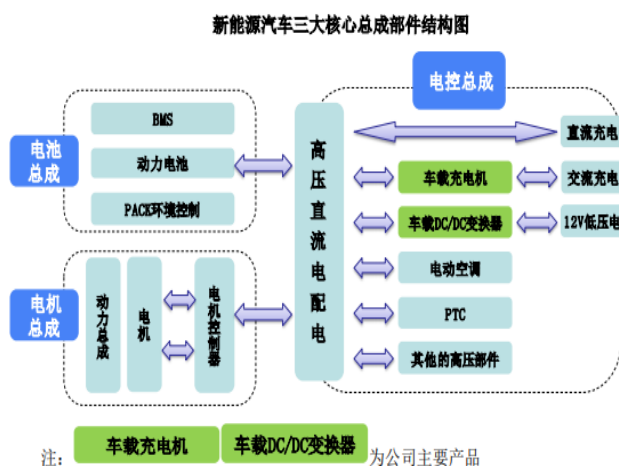 新能源汽车三大核心总成部件结构图
电池总成
BMS
动力电池
PACK环境控制
电机总成
动力总成
电机
电机控制器
高压直流电配电
电控总成
直流充电
车载充电机
交流充电
车载DC/DC变换器
12V低压电
电动空调
PTC
其他的高压部件
注：车载充电机 车载DC/DC变换器 为公司主要产品